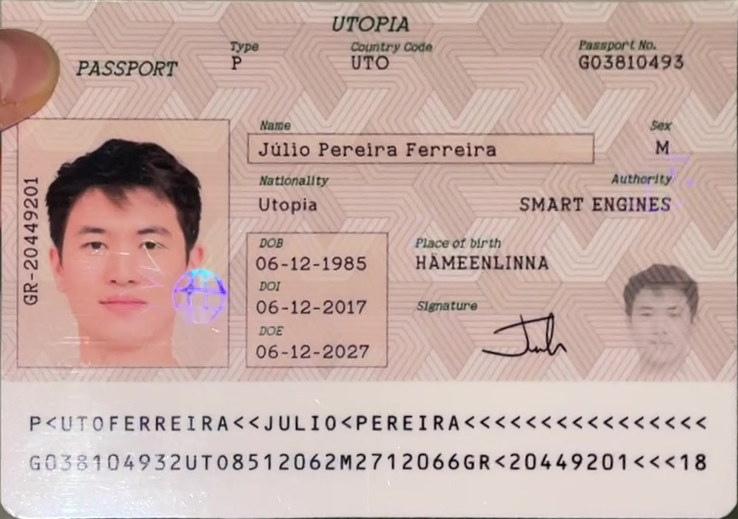 UTOPIA
PASSPORT
Type
P
Country Code
UTO
Passport No.
G03810493
GR-20449201
Name
Júlio Pereira Ferreira
Sex
M
Nationality
Utopia
Authority
SMART ENGINES
DOB
06-12-1985
Place of birth
HÄMEENLINNA
DOI
06-12-2017
Signature
DOE
06-12-2027
P<UTOFERREIRA<<JULIO<PEREIRA<<<<<<<<<<<<<<<<
G038104932UTO8512062M2712066GR<20449201<<<18